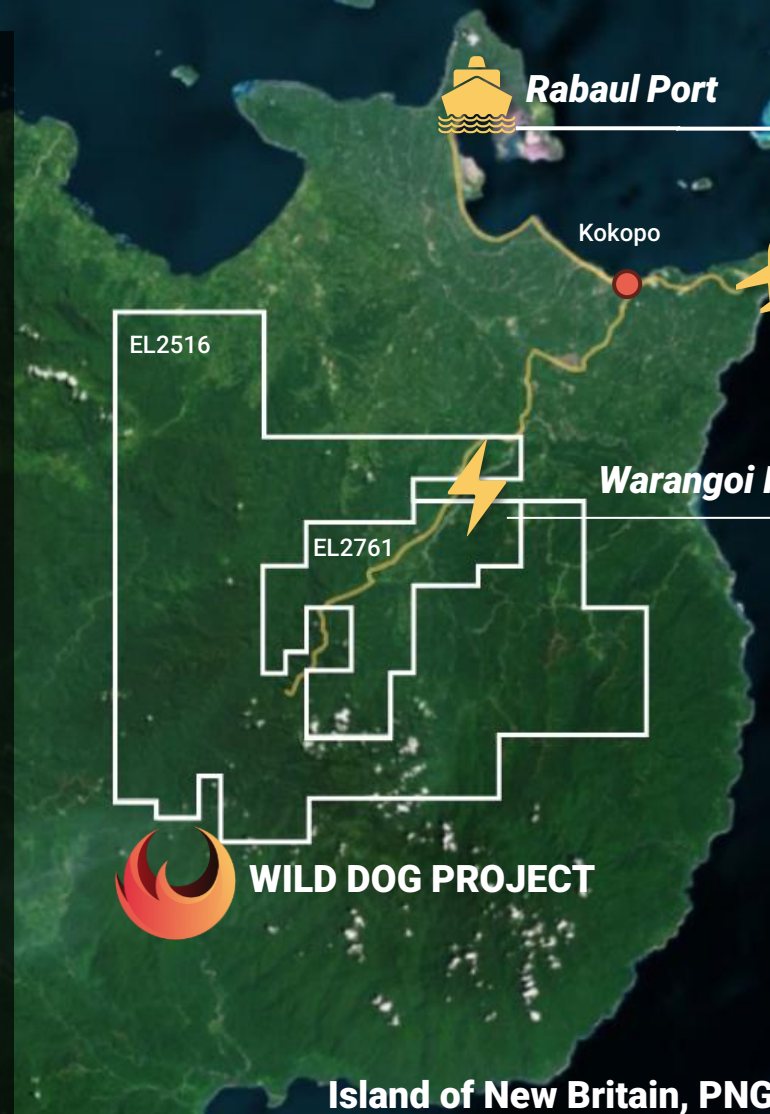 Rabaul Port
Kokopo
EL2516
Warangoi
EL2761
WILD DOG PROJECT
Island of New Britain, PNG